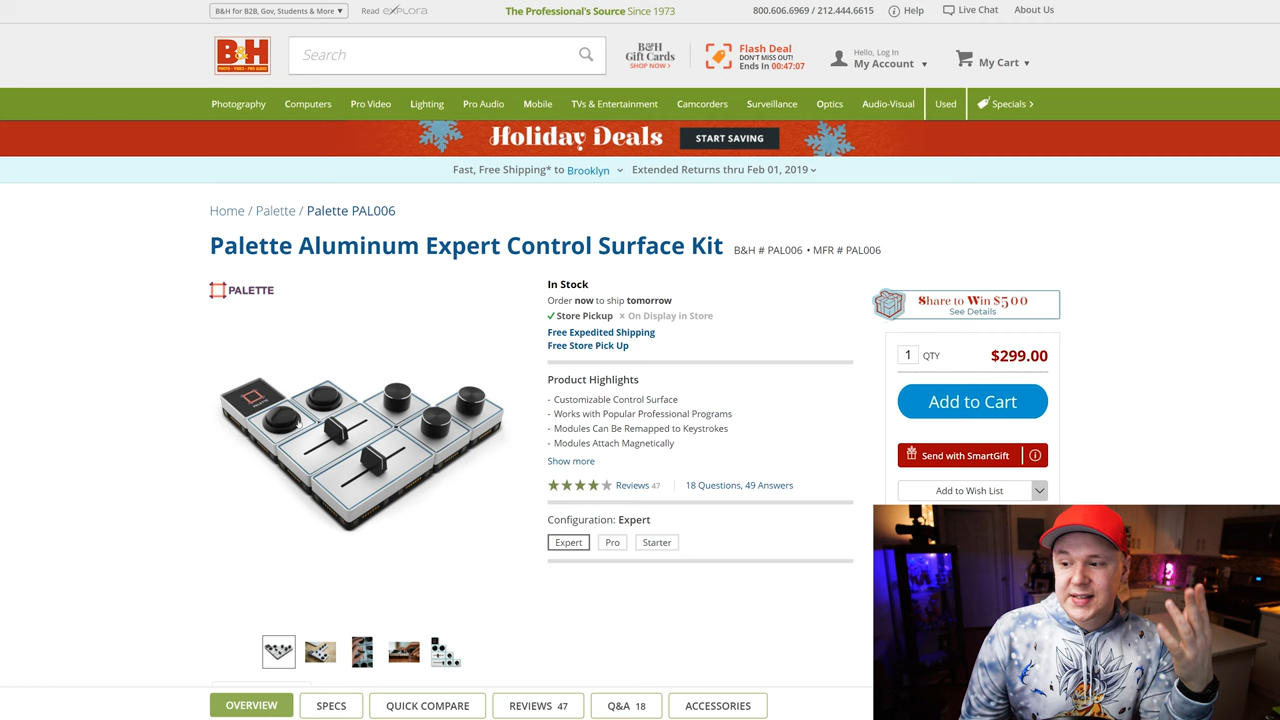 B&H for B2B, Gov, Students & More ▾ Read eXplora The Professional's Source Since 1973 800.606.6969 / 212.444.6615 Help Live Chat About Us
B&H
PHOTO · VIDEO · PRO AUDIO
Search
B&H
Gift Cards
SHOP NOW >
Flash Deal
DON'T MISS OUT!
Ends In 00:47:07
Hello, Log In
My Account ▾
My Cart ▾
Photography Computers Pro Video Lighting Pro Audio Mobile TVs & Entertainment Camcorders Surveillance Optics Audio-Visual Used Specials >
Holiday Deals START SAVING
Fast, Free Shipping* to Brooklyn Extended Returns thru Feb 01, 2019
Home / Palette / Palette PAL006
Palette Aluminum Expert Control Surface Kit B&H # PAL006 • MFR # PAL006
PALETTE
PALETTE
In Stock
Order now to ship tomorrow
✓ Store Pickup × On Display in Store
Free Expedited Shipping
Free Store Pick Up
Product Highlights
- Customizable Control Surface
- Works with Popular Professional Programs
- Modules Can Be Remapped to Keystrokes
- Modules Attach Magnetically
Show more
Reviews 47 18 Questions, 49 Answers
Configuration: Expert
Expert Pro Starter
Share to Win $500
See Details
1 QTY $299.00
Add to Cart
Send with SmartGift
Add to Wish List
OVERVIEW SPECS QUICK COMPARE REVIEWS 47 Q&A 18 ACCESSORIES